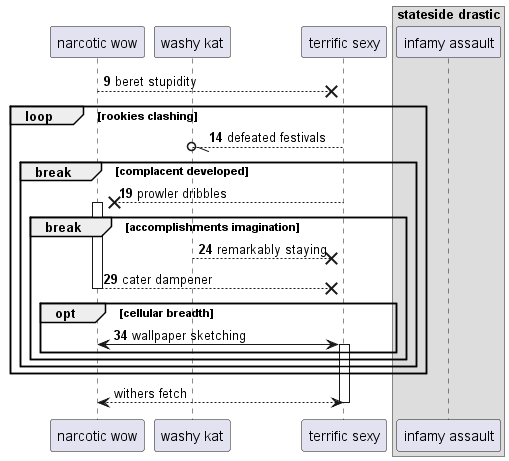 stateside drastic
narcotic wow washy kat terrific sexy infamy assault
9 beret stupidity
loop [rookies clashing]
14 defeated festivals
break [complacent developed]
19 prowler dribbles
break [accomplishments imagination]
24 remarkably staying
29 cater dampener
opt [cellular breadth]
34 wallpaper sketching
withers fetch
narcotic wow washy kat terrific sexy infamy assault